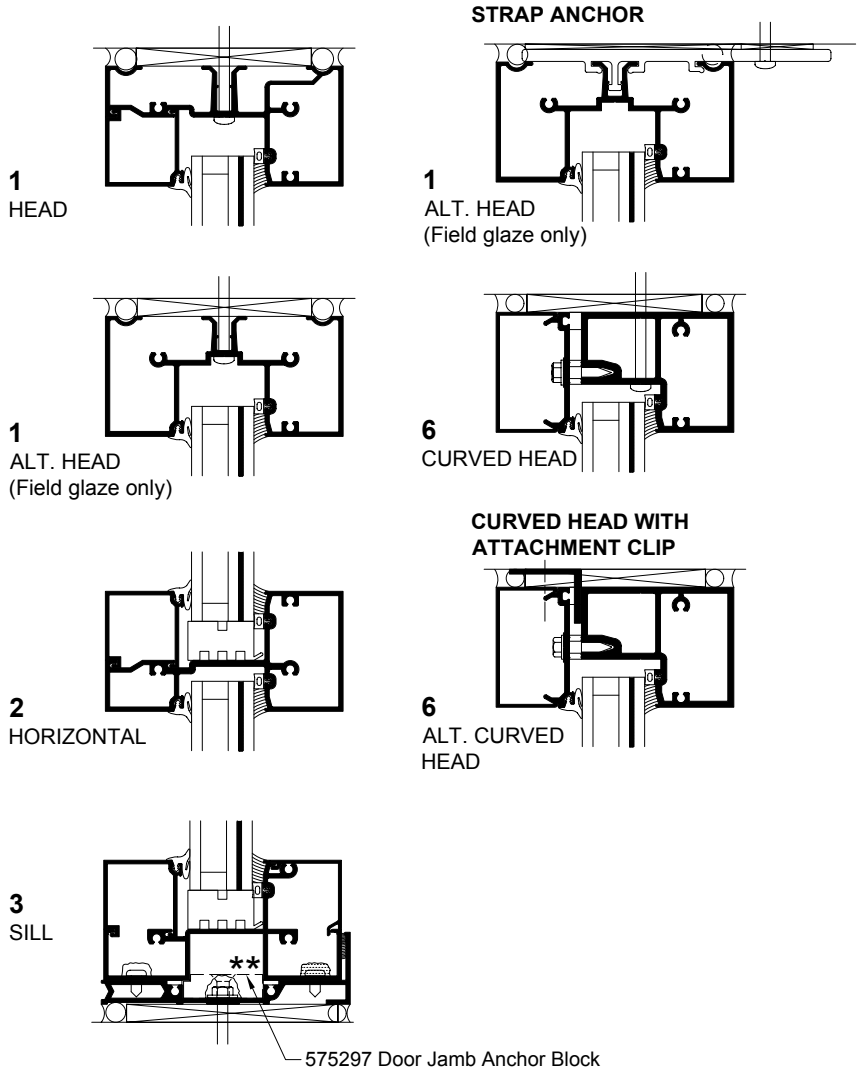 1
HEAD
1
ALT. HEAD
(Field glaze only)
2
HORIZONTAL
3
SILL
**
575297 Door Jamb Anchor Block
STRAP ANCHOR
1
ALT. HEAD
(Field glaze only)
6
CURVED HEAD
CURVED HEAD WITH
ATTACHMENT CLIP
6
ALT. CURVED
HEAD